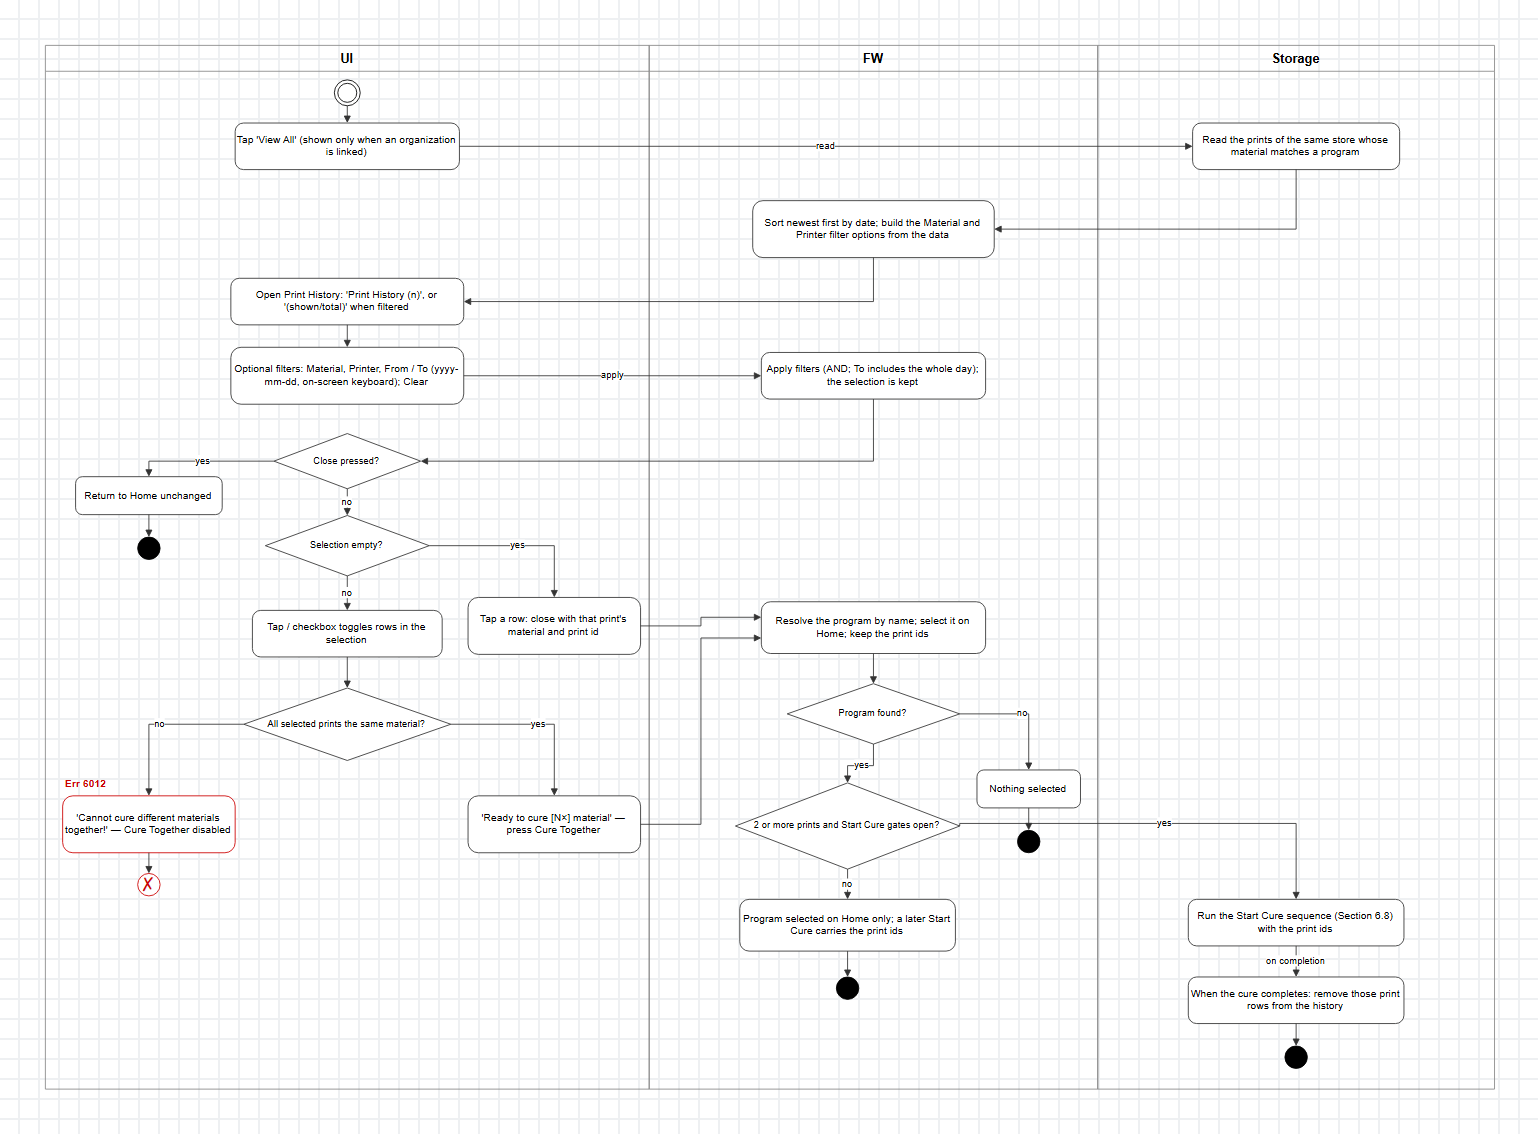 UI
FW
Storage
Tap 'View All' (shown only when an organization
is linked)
read
Read the prints of the same store whose
material matches a program
Sort newest first by date; build the Material and
Printer filter options from the data
Open Print History: 'Print History (n)', or
'(shown/total)' when filtered
Optional filters: Material, Printer, From / To (yyyy-
mm-dd, on-screen keyboard); Clear
apply
Apply filters (AND; To includes the whole day);
the selection is kept
Close pressed?
yes
Return to Home unchanged
no
Selection empty?
yes
no
Tap / checkbox toggles rows in the
selection
Tap a row: close with that print's
material and print id
Resolve the program by name; select it on
Home; keep the print ids
All selected prints the same material?
no
yes
Program found?
no
yes
Err 6012
'Cannot cure different materials
together!' — Cure Together disabled
X
'Ready to cure [N×] material' —
press Cure Together
Nothing selected
2 or more prints and Start Cure gates open?
yes
no
Program selected on Home only; a later Start
Cure carries the print ids
Run the Start Cure sequence (Section 6.8)
with the print ids
on completion
When the cure completes: remove those print
rows from the history